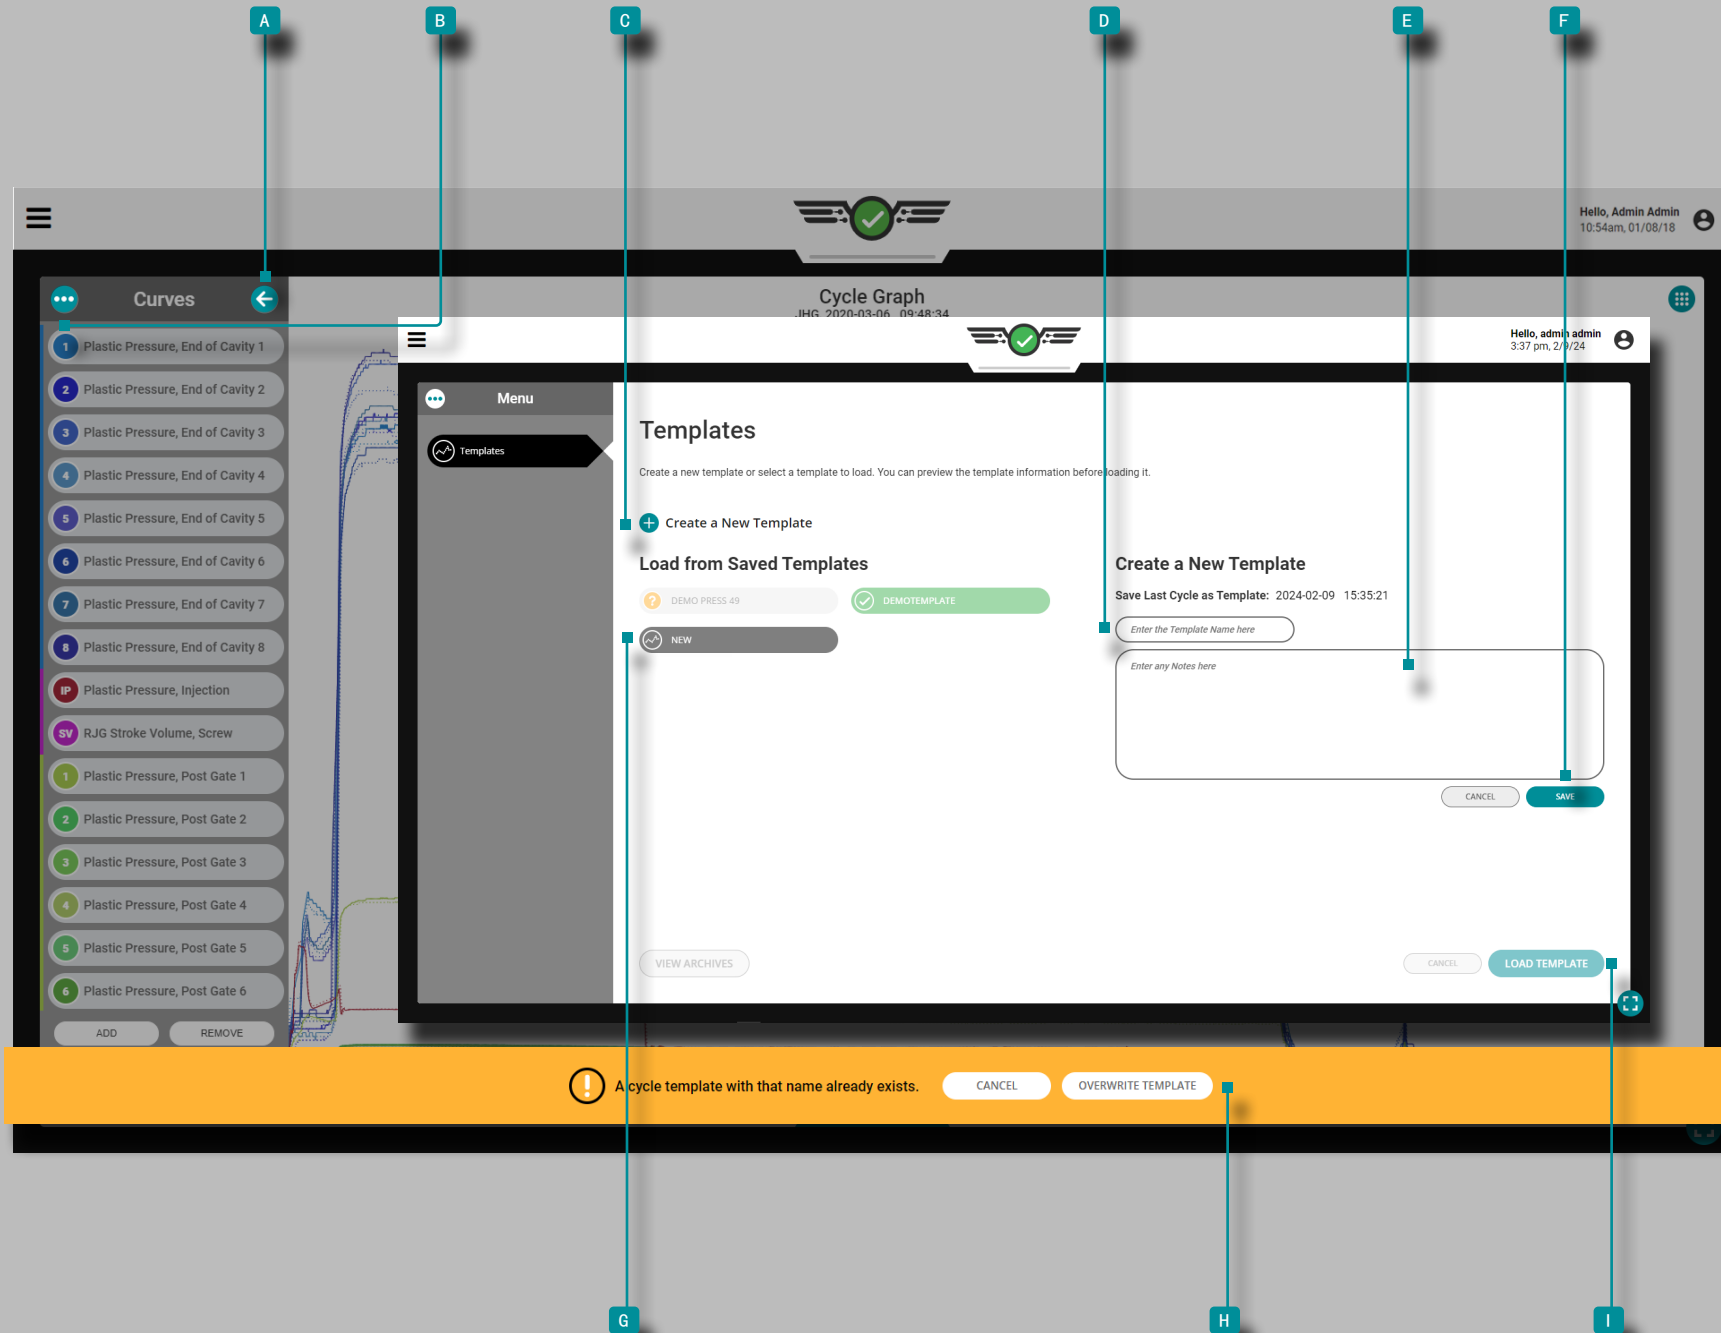 A
B
C
D
E
F
Hello, Admin Admin
10:54am, 01/08/18
Curves
Cycle Graph
JHG 2020-03-06 09:48:34
1 Plastic Pressure, End of Cavity 1
2 Plastic Pressure, End of Cavity 2
3 Plastic Pressure, End of Cavity 3
4 Plastic Pressure, End of Cavity 4
5 Plastic Pressure, End of Cavity 5
6 Plastic Pressure, End of Cavity 6
7 Plastic Pressure, End of Cavity 7
8 Plastic Pressure, End of Cavity 8
IP Plastic Pressure, Injection
SV RJG Stroke Volume, Screw
1 Plastic Pressure, Post Gate 1
2 Plastic Pressure, Post Gate 2
3 Plastic Pressure, Post Gate 3
4 Plastic Pressure, Post Gate 4
5 Plastic Pressure, Post Gate 5
6 Plastic Pressure, Post Gate 6
ADD
REMOVE
Hello, admin admin
3:37 pm, 2/9/24
Menu
Templates
Templates
Create a new template or select a template to load. You can preview the template information before loading it.
Create a New Template
Load from Saved Templates
? DEMO PRESS 49
DEMOTEMPLATE
NEW
Create a New Template
Save Last Cycle as Template: 2024-02-09 15:35:21
Enter the Template Name here
Enter any Notes here
CANCEL
SAVE
VIEW ARCHIVES
CANCEL
LOAD TEMPLATE
! A cycle template with that name already exists.
CANCEL
OVERWRITE TEMPLATE
G
H
I